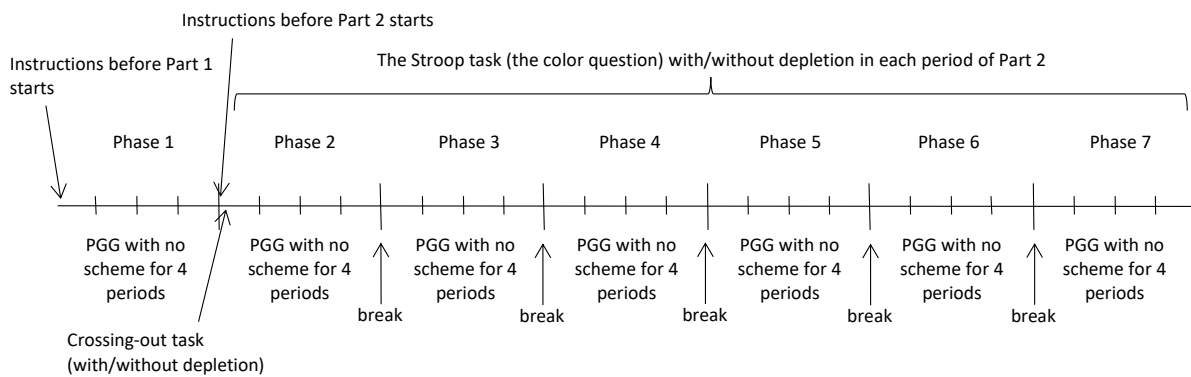 Instructions before Part 2 starts
Instructions before Part 1
starts
The Stroop task (the color question) with/without depletion in each period of Part 2
Phase 1
Phase 2
Phase 3
Phase 4
Phase 5
Phase 6
Phase 7
PGG with no
scheme for 4
periods
PGG with no
scheme for 4
periods
PGG with no
scheme for 4
periods
PGG with no
scheme for 4
periods
PGG with no
scheme for 4
periods
PGG with no
scheme for 4
periods
PGG with no
scheme for 4
periods
break
break
break
break
break
Crossing-out task
(with/without depletion)